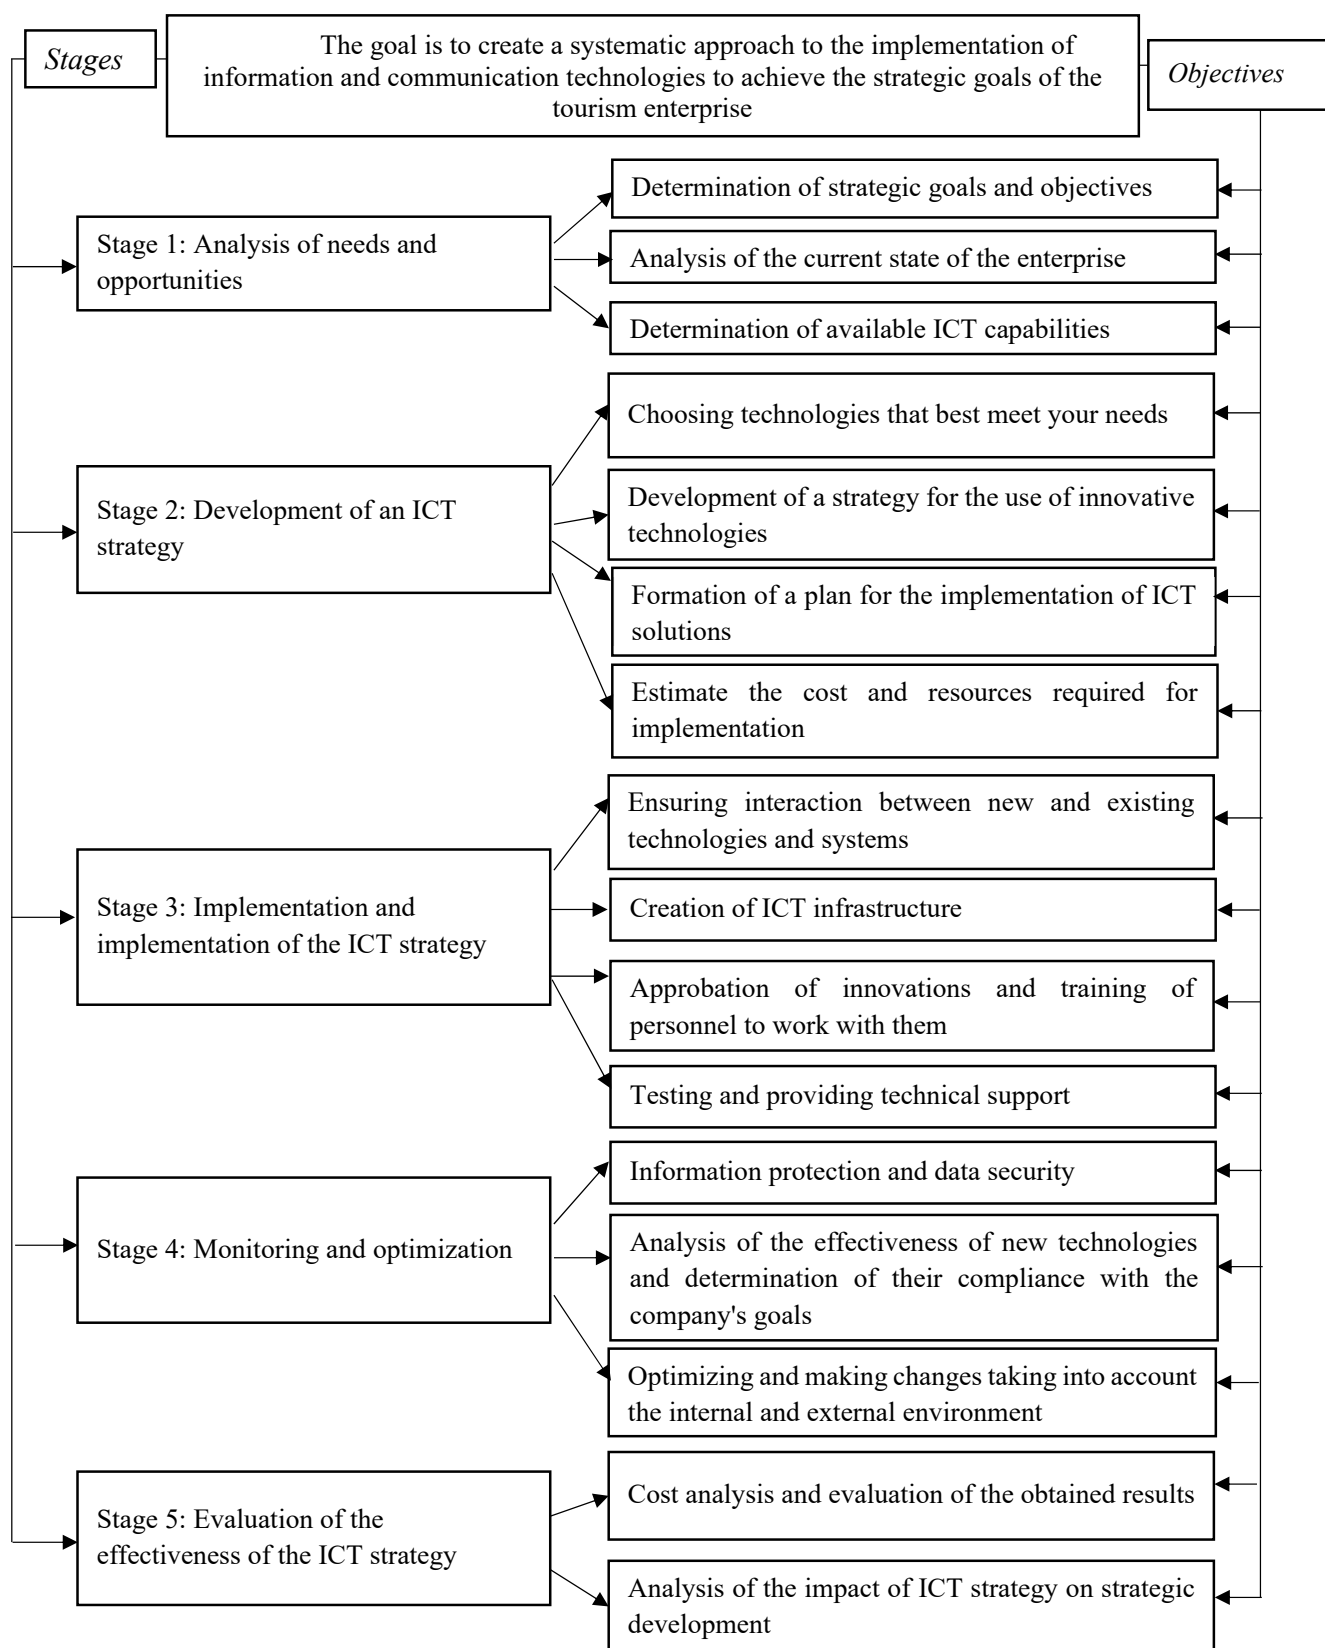 Stages
The goal is to create a systematic approach to the implementation of
information and communication technologies to achieve the strategic goals of the
tourism enterprise
Objectives
Stage 1: Analysis of needs and
opportunities
Determination of strategic goals and objectives
Analysis of the current state of the enterprise
Determination of available ICT capabilities
Stage 2: Development of an ICT
strategy
Choosing technologies that best meet your needs
Development of a strategy for the use of innovative
technologies
Formation of a plan for the implementation of ICT
solutions
Estimate the cost and resources required for
implementation
Stage 3: Implementation and
implementation of the ICT strategy
Ensuring interaction between new and existing
technologies and systems
Creation of ICT infrastructure
Approbation of innovations and training of
personnel to work with them
Testing and providing technical support
Stage 4: Monitoring and optimization
Information protection and data security
Analysis of the effectiveness of new technologies
and determination of their compliance with the
company's goals
Optimizing and making changes taking into account
the internal and external environment
Stage 5: Evaluation of the
effectiveness of the ICT strategy
Cost analysis and evaluation of the obtained results
Analysis of the impact of ICT strategy on strategic
development